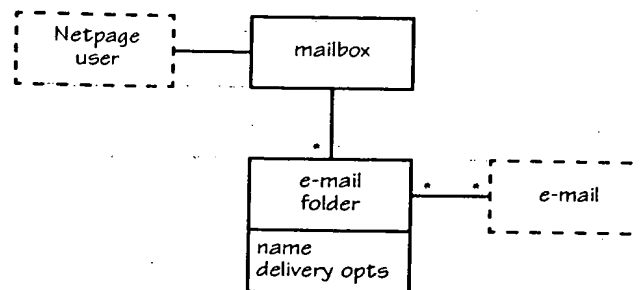 Netpage
user
mailbox
*
e-mail
folder
* *
e-mail
name
delivery opts